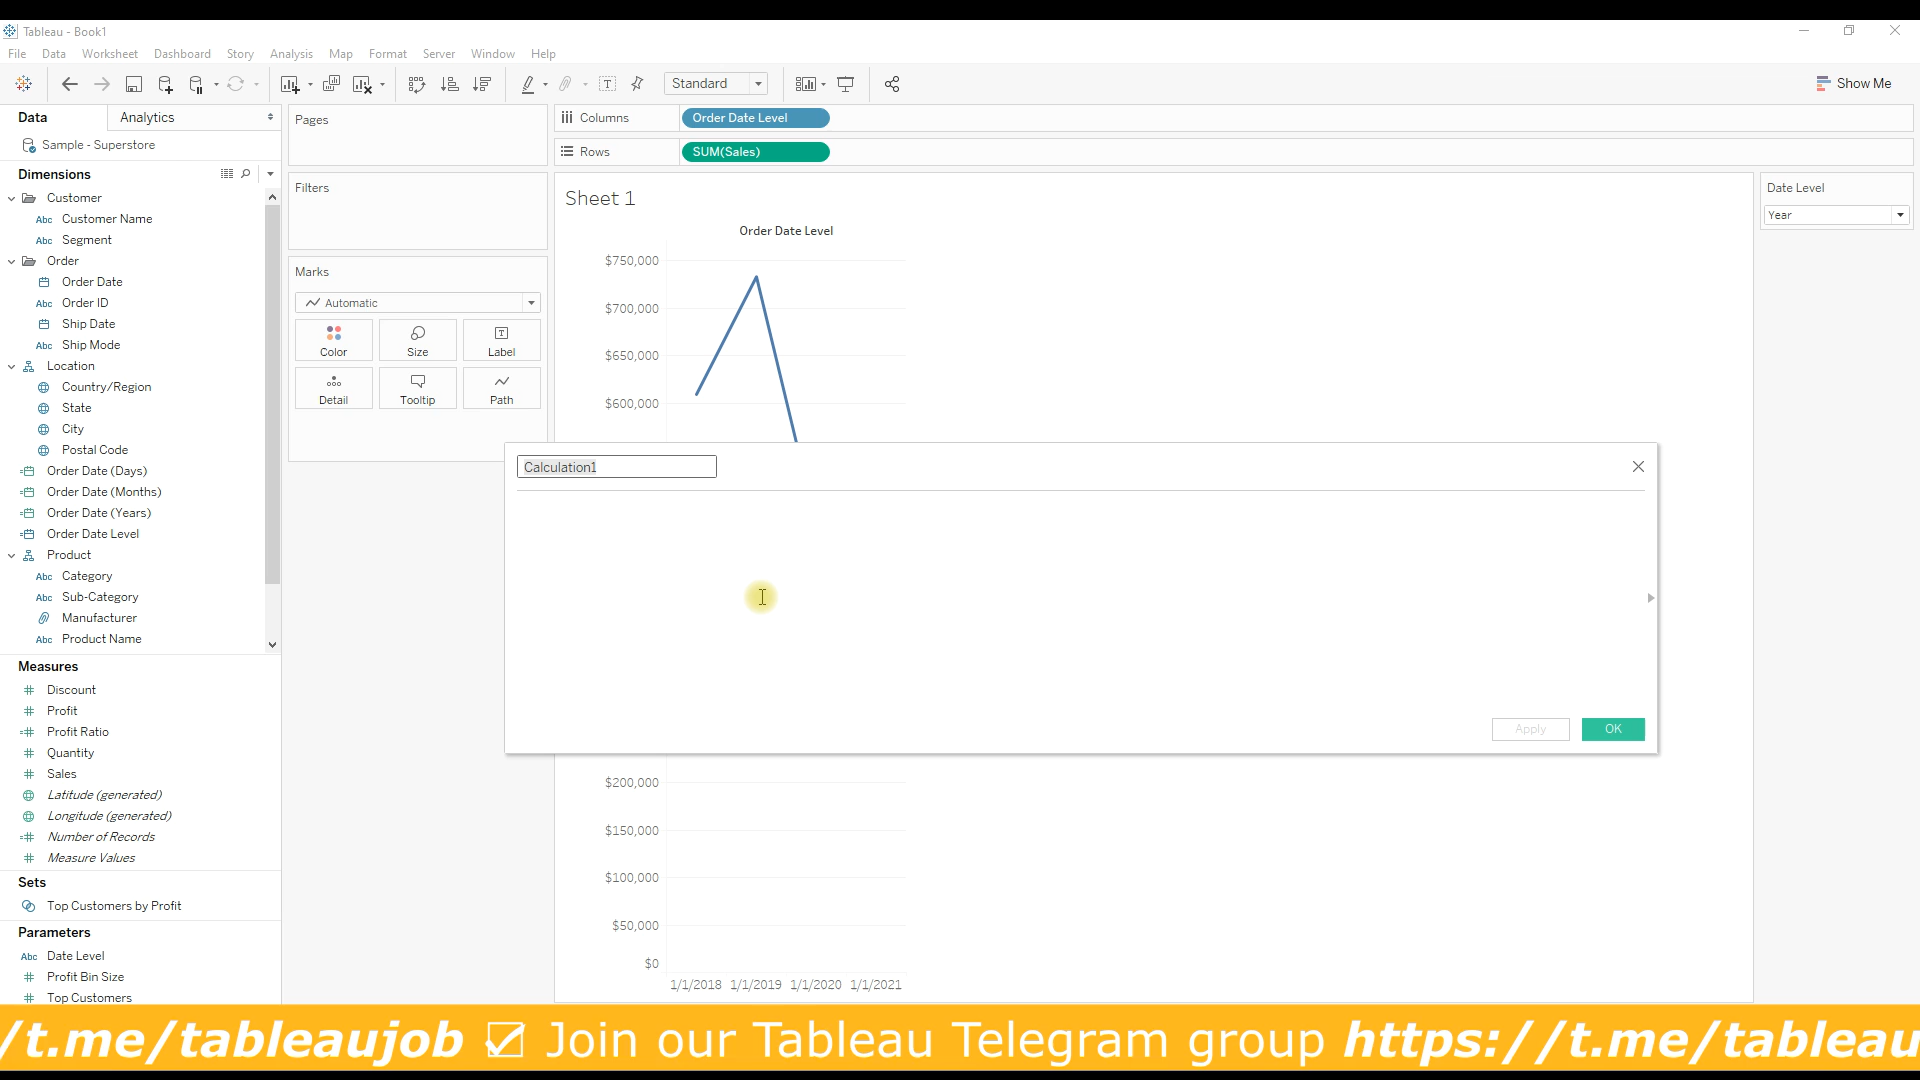 Tableau - Book1
File Data Worksheet Dashboard Story Analysis Map Format Server Window Help
Standard
Show Me
Data Analytics
Sample - Superstore
Dimensions
Customer
Abc Customer Name
Abc Segment
Order
Order Date
Abc Order ID
Ship Date
Abc Ship Mode
Location
Country/Region
State
City
Postal Code
Order Date (Days)
Order Date (Months)
Order Date (Years)
Order Date Level
Product
Abc Category
Abc Sub-Category
Manufacturer
Abc Product Name
Measures
Discount
Profit
Profit Ratio
Quantity
Sales
Latitude (generated)
Longitude (generated)
Number of Records
Measure Values
Sets
Top Customers by Profit
Parameters
Abc Date Level
Profit Bin Size
Top Customers
Pages
Filters
Marks
Automatic
Color Size Label
Detail Tooltip Path
Columns Order Date Level
Rows SUM(Sales)
Sheet 1
Order Date Level
$750,000
$700,000
$650,000
$600,000
Calculation1
Apply OK
$200,000
$150,000
$100,000
$50,000
$0
1/1/2018 1/1/2019 1/1/2020 1/1/2021
Date Level
Year
/t.me/tableaujob ☑ Join our Tableau Telegram group https://t.me/tableau